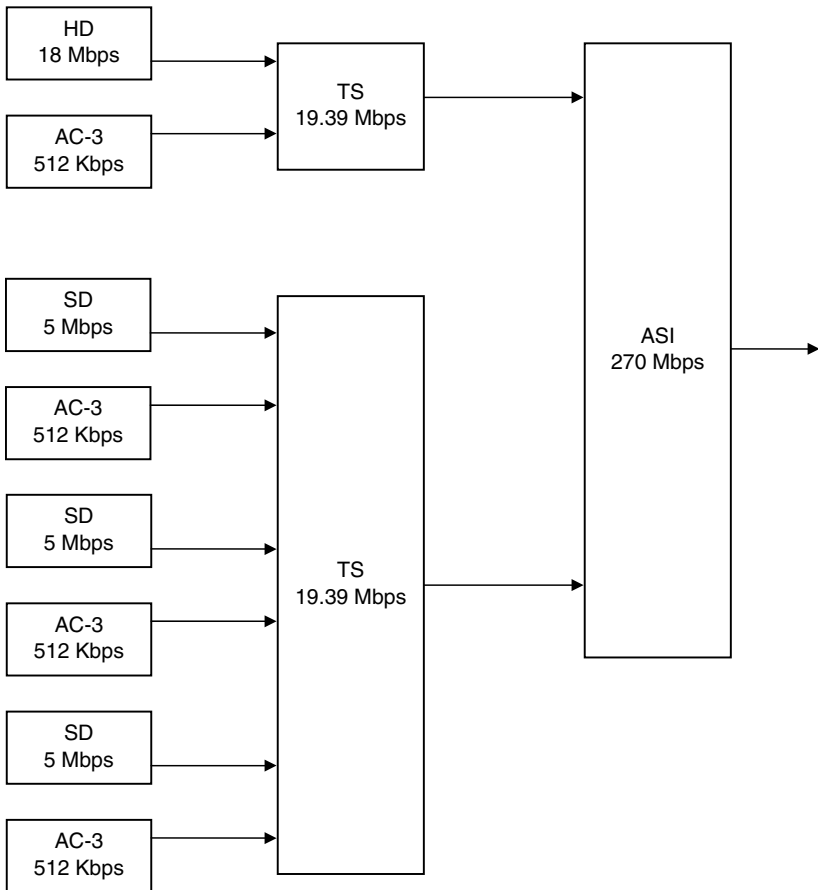 HD
18 Mbps
AC-3
512 Kbps
TS
19.39 Mbps
SD
5 Mbps
AC-3
512 Kbps
SD
5 Mbps
AC-3
512 Kbps
SD
5 Mbps
AC-3
512 Kbps
TS
19.39 Mbps
ASI
270 Mbps